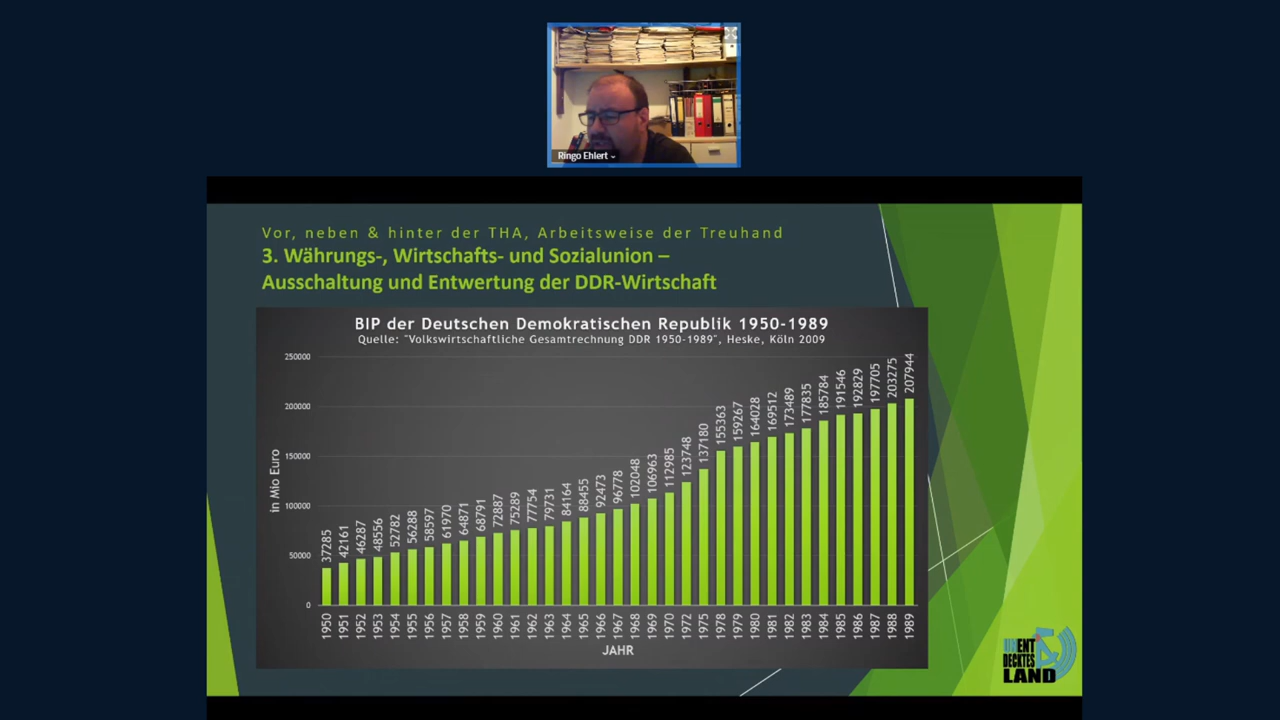 Ringo Ehlert
Vor, neben & hinter der THA, Arbeitsweise der Treuhand
3. Währungs-, Wirtschafts- und Sozialunion –
Ausschaltung und Entwertung der DDR-Wirtschaft
BIP der Deutschen Demokratischen Republik 1950-1989
Quelle: "Volkswirtschaftliche Gesamtrechnung DDR 1950-1989", Heske, Köln 2009
in Mio Euro
250000
200000
150000
100000
50000
0
37285 42161 46287 48556 52782 56288 58597 61970 64871 68791 72887 75289 77754 79731 84164 88455 92473 96778 102048 106963 112985 123748 137180 155363 159267 164028 169512 173489 177835 185784 191546 192829 197705 203275 207944
1950 1951 1952 1953 1954 1955 1956 1957 1958 1959 1960 1961 1962 1963 1964 1965 1966 1967 1968 1969 1970 1972 1975 1978 1979 1980 1981 1982 1983 1984 1985 1986 1987 1988 1989
JAHR
UNENT
DECKTES
LAND